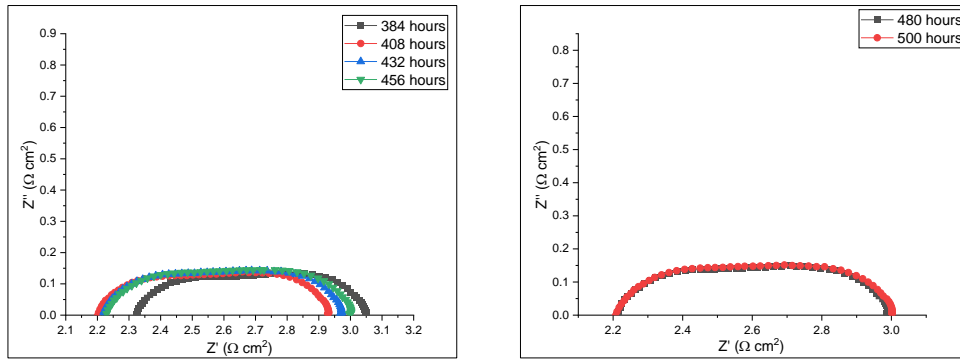 384 hours
408 hours
432 hours
456 hours
0.9
0.8
0.7
0.6
0.5
0.4
0.3
0.2
0.1
0.0
Z'' (Ω cm²)
2.1 2.2 2.3 2.4 2.5 2.6 2.7 2.8 2.9 3.0 3.1 3.2
Z' (Ω cm²)
480 hours
500 hours
0.8
0.7
0.6
0.5
0.4
0.3
0.2
0.1
0.0
Z'' (Ω cm²)
2.2 2.4 2.6 2.8 3.0
Z' (Ω cm²)